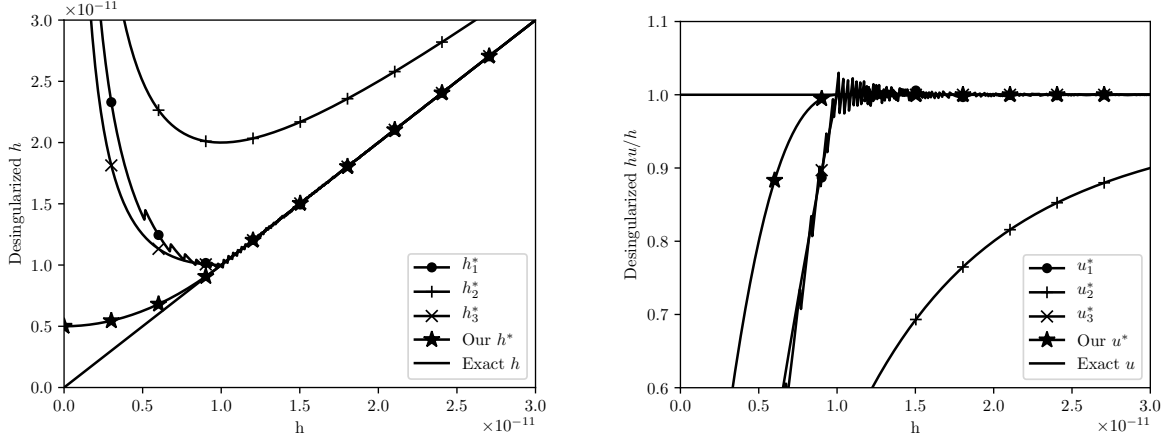 ×10⁻¹¹
3.0
2.5
2.0
1.5
1.0
0.5
0.0
Desingularized h
h₁*
h₂*
h₃*
Our h*
Exact h
0.0 0.5 1.0 1.5 2.0 2.5 3.0
h
×10⁻¹¹
1.1
1.0
0.9
0.8
0.7
0.6
Desingularized hu/h
u₁*
u₂*
u₃*
Our u*
Exact u
0.0 0.5 1.0 1.5 2.0 2.5 3.0
h
×10⁻¹¹